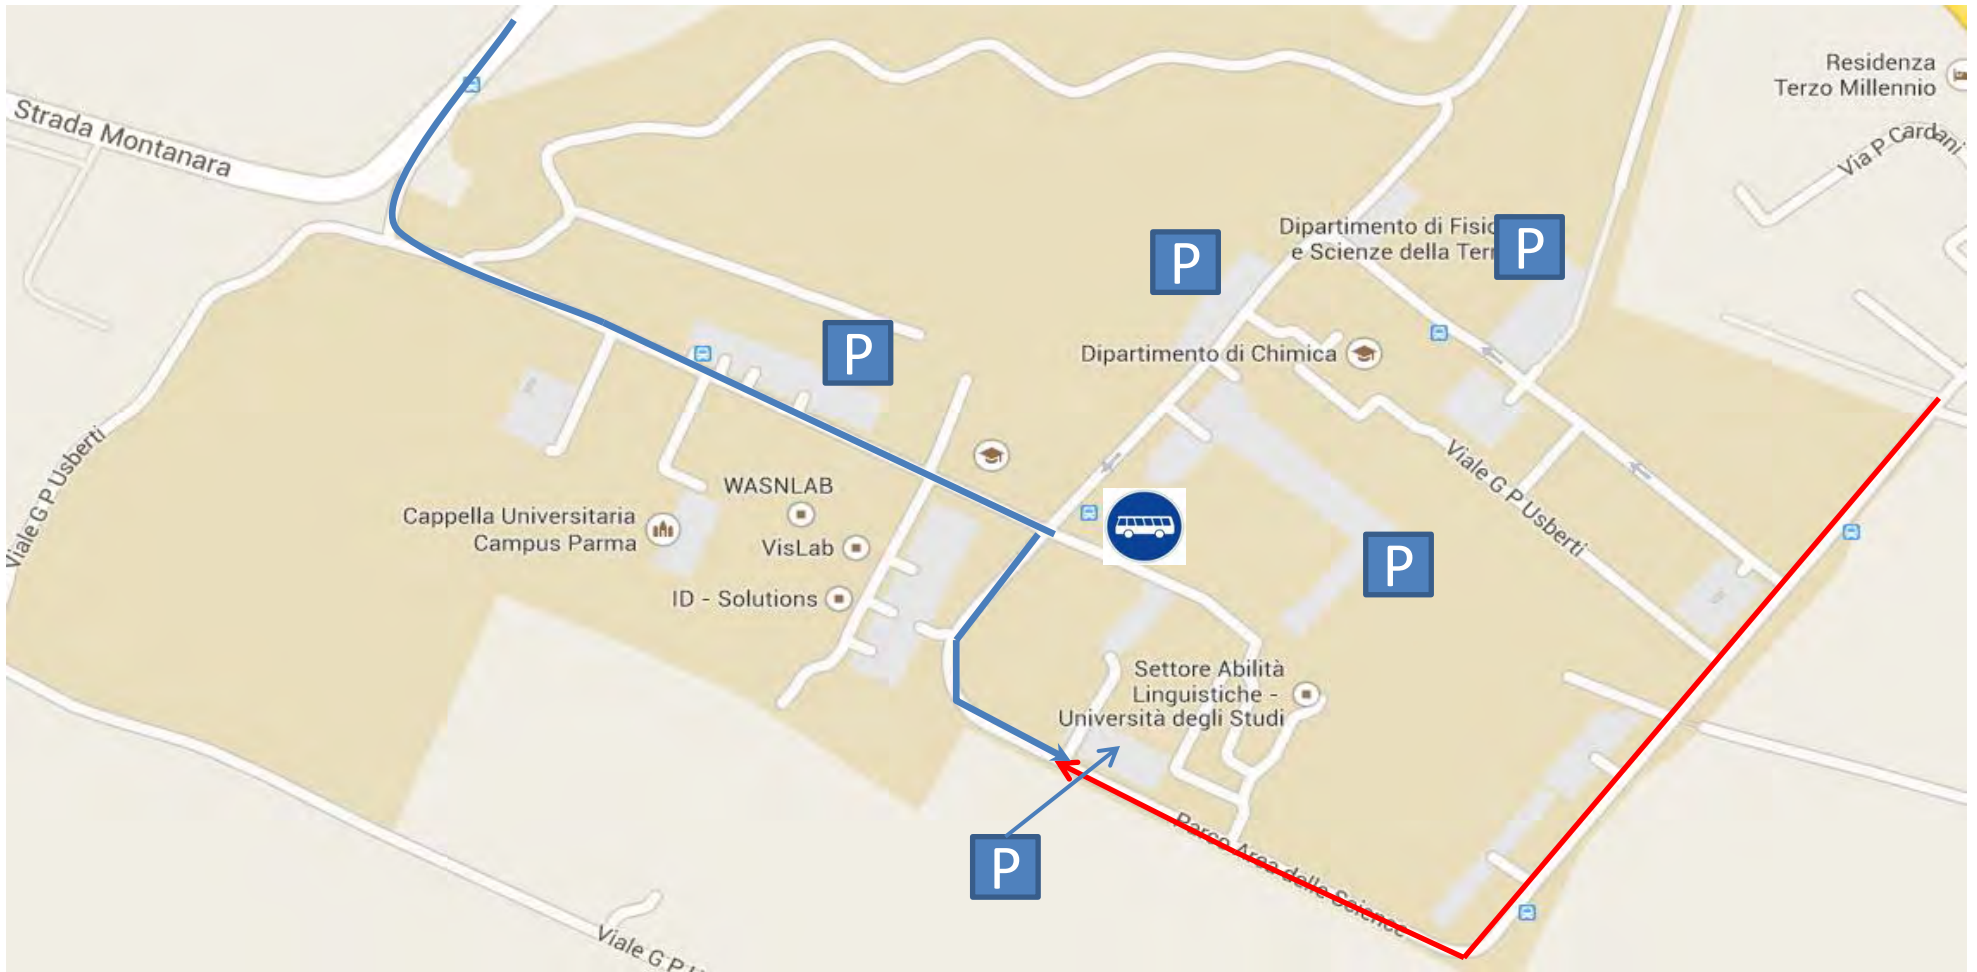 Residenza
Terzo Millennio
Strada Montanara
Via P Cardani
Dipartimento di Fisic
e Scienze della Terr
P
P
P
Dipartimento di Chimica
Viale G P Usberti
Viale G P Usberti
WASNLAB
Cappella Universitaria
Campus Parma
VisLab
ID - Solutions
P
Settore Abilità
Linguistiche -
Università degli Studi
P
Parco Area delle Scienze
Viale G P U